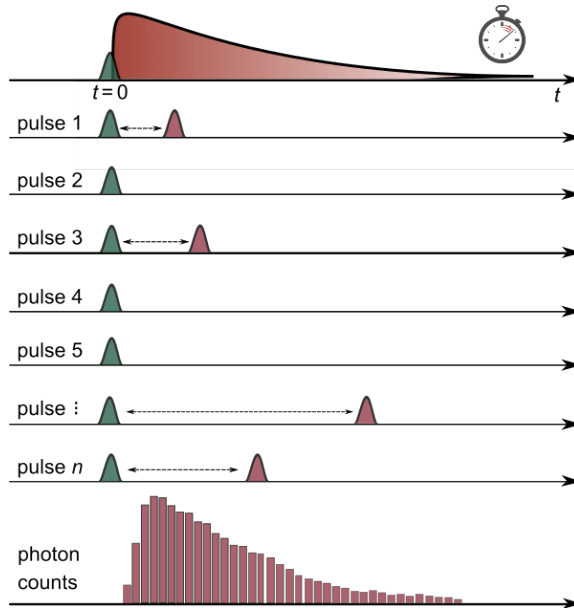 t = 0
t
pulse 1
pulse 2
pulse 3
pulse 4
pulse 5
pulse ⋮
pulse n
photon
counts